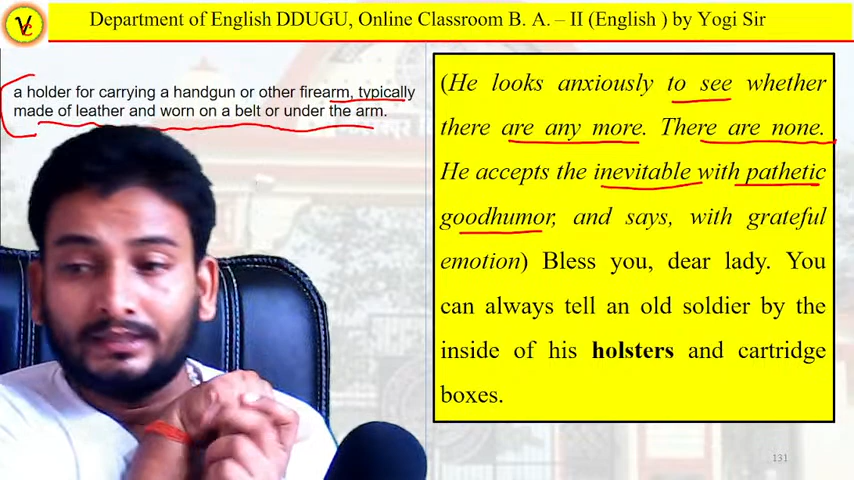 Department of English DDUGU, Online Classroom B. A. – II (English ) by Yogi Sir
a holder for carrying a handgun or other firearm, typically
made of leather and worn on a belt or under the arm.
(He looks anxiously to see whether
there are any more. There are none.
He accepts the inevitable with pathetic
goodhumor, and says, with grateful
emotion) Bless you, dear lady. You
can always tell an old soldier by the
inside of his holsters and cartridge
boxes.
131